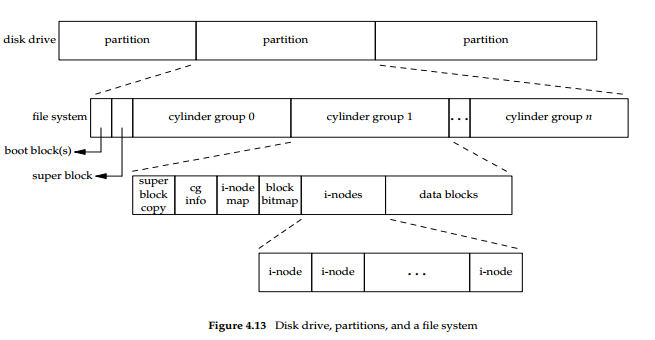 disk drive
partition
partition
partition
file system
cylinder group 0
cylinder group 1
...
cylinder group n
boot block(s)
super block
super
block
copy
cg
info
i-node
map
block
bitmap
i-nodes
data blocks
i-node
i-node
...
i-node
Figure 4.13 Disk drive, partitions, and a file system